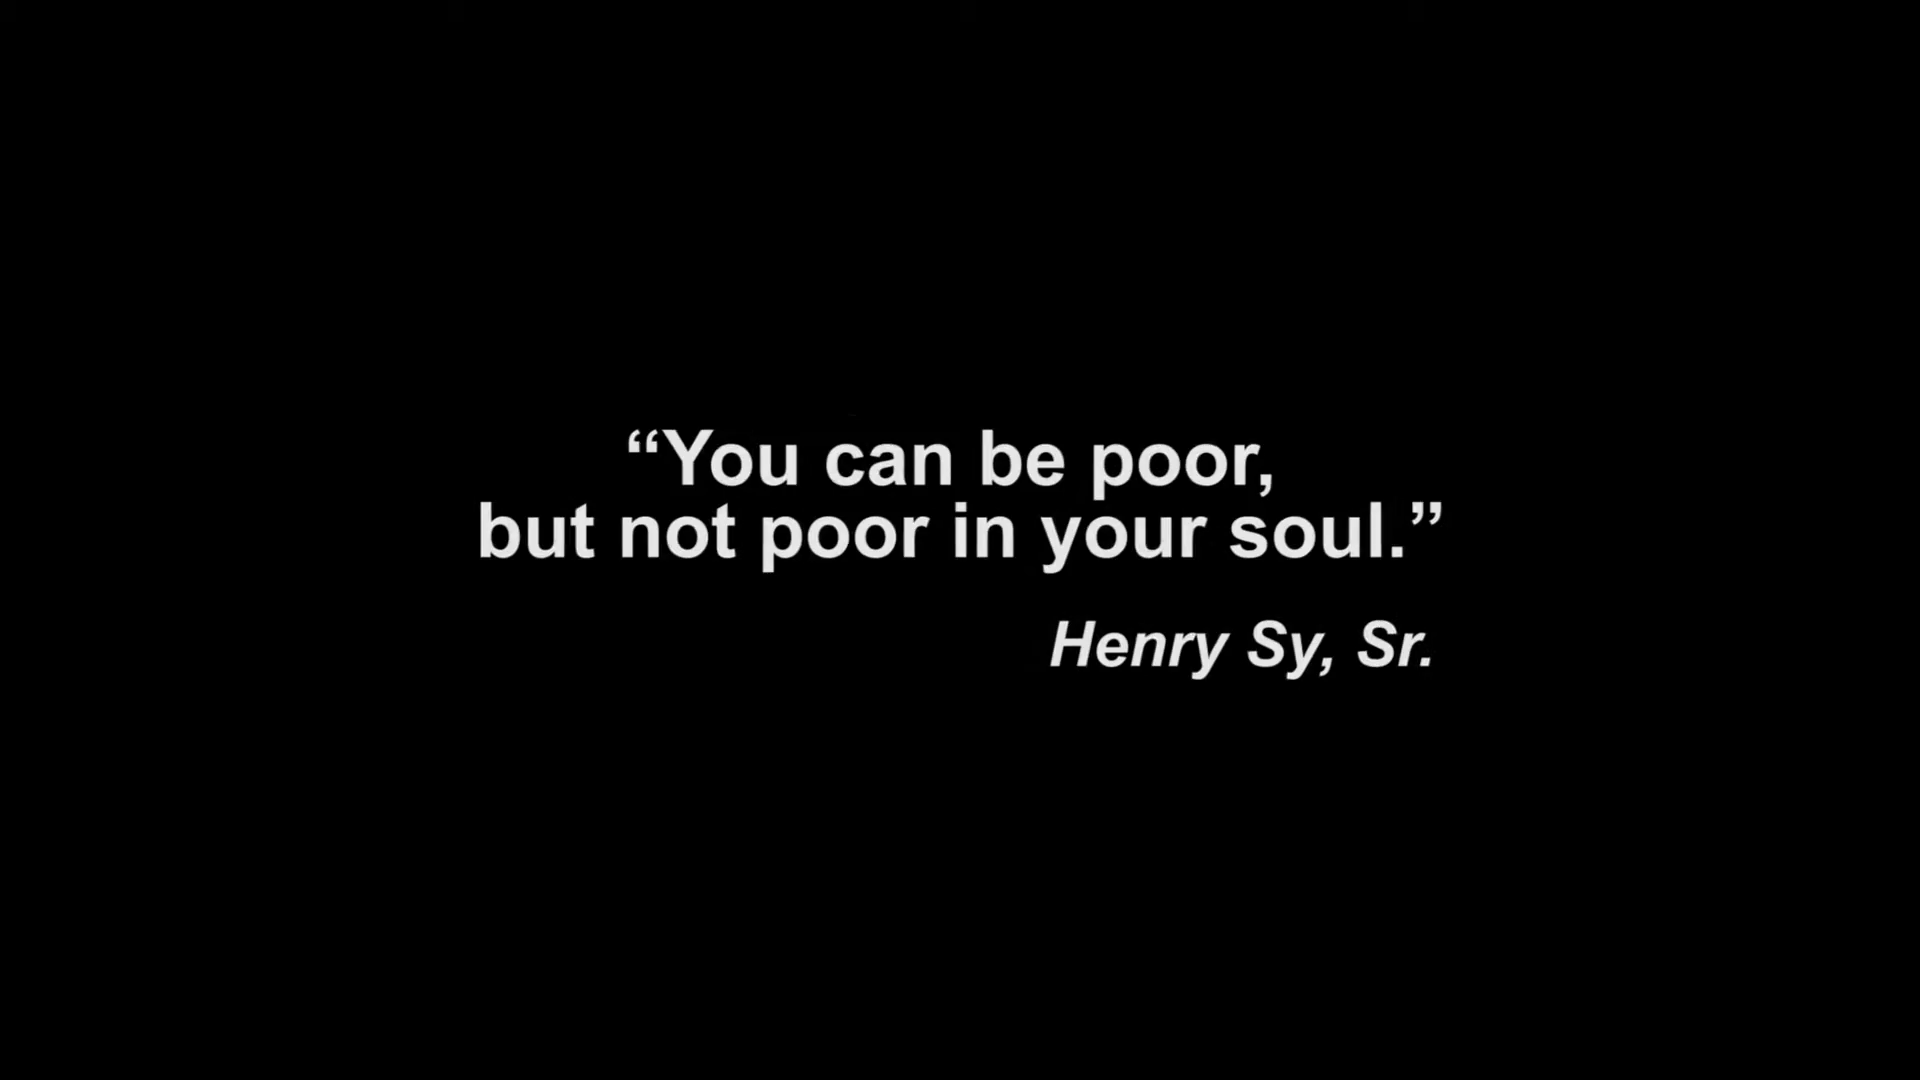 “You can be poor,
but not poor in your soul.”
Henry Sy, Sr.